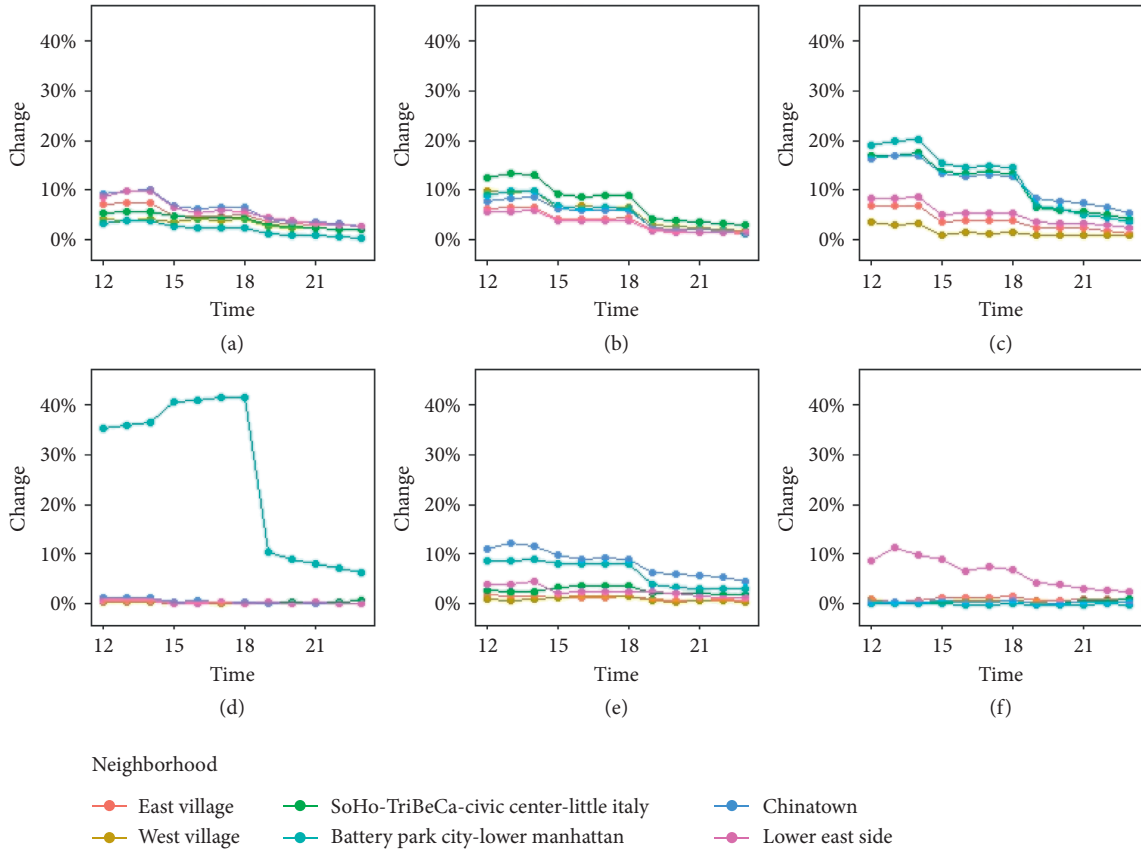 40%
30%
20%
10%
0%
Change
12
15
18
21
Time
(a)
40%
30%
20%
10%
0%
Change
12
15
18
21
Time
(b)
40%
30%
20%
10%
0%
Change
12
15
18
21
Time
(c)
40%
30%
20%
10%
0%
Change
12
15
18
21
Time
(d)
40%
30%
20%
10%
0%
Change
12
15
18
21
Time
(e)
40%
30%
20%
10%
0%
Change
12
15
18
21
Time
(f)
Neighborhood
East village
West village
SoHo-TriBeCa-civic center-little italy
Battery park city-lower manhattan
Chinatown
Lower east side